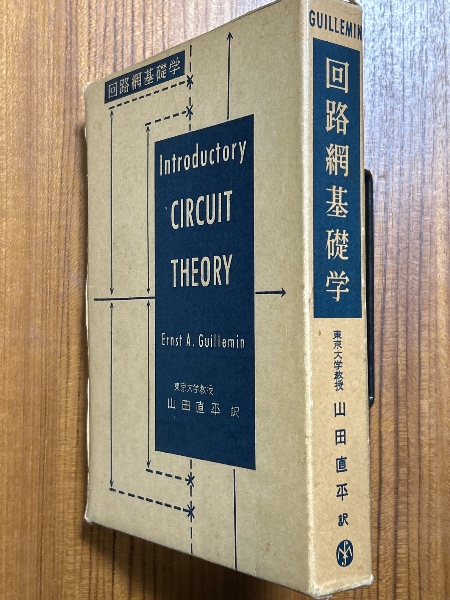 回路網基礎学
Introductory
CIRCUIT
THEORY
Ernst A. Guillemin
東京大学教授
山田直平 訳
GUILLEMIN
回路網基礎学
東京大学教授
山田直平 訳